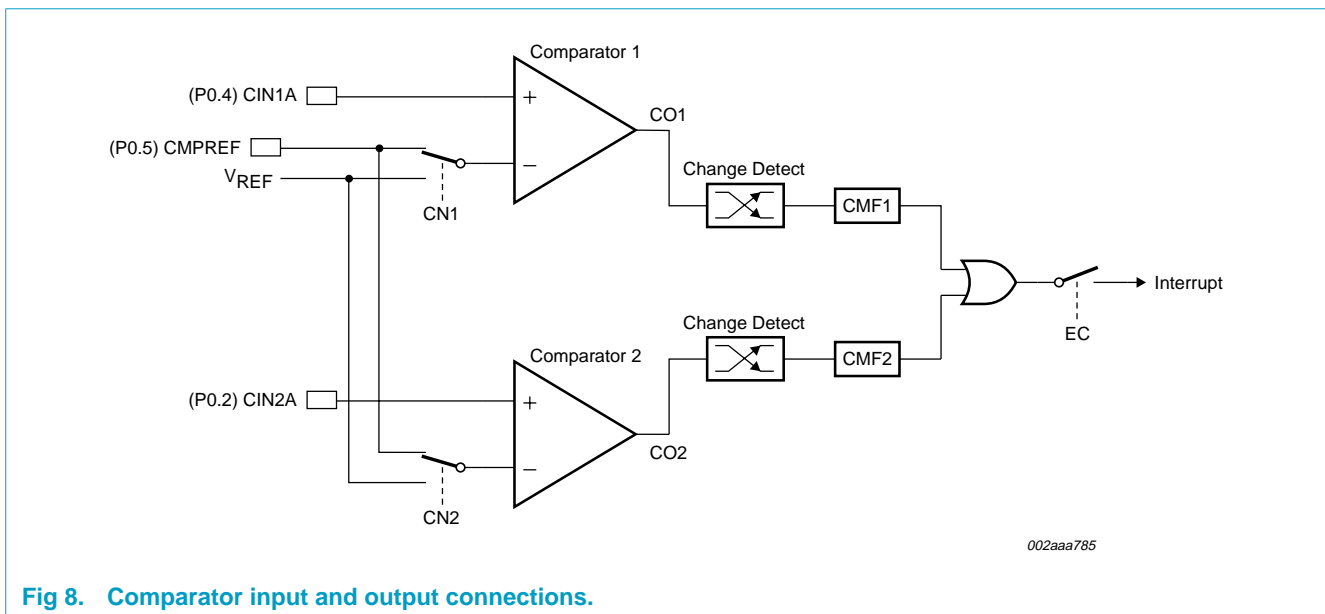 Comparator 1
(P0.4) CIN1A
+
CO1
(P0.5) CMPREF
Change Detect
VREF
−
CN1
CMF1
Interrupt
Change Detect
EC
Comparator 2
CMF2
(P0.2) CIN2A
+
CO2
−
CN2
002aaa785
Fig 8. Comparator input and output connections.